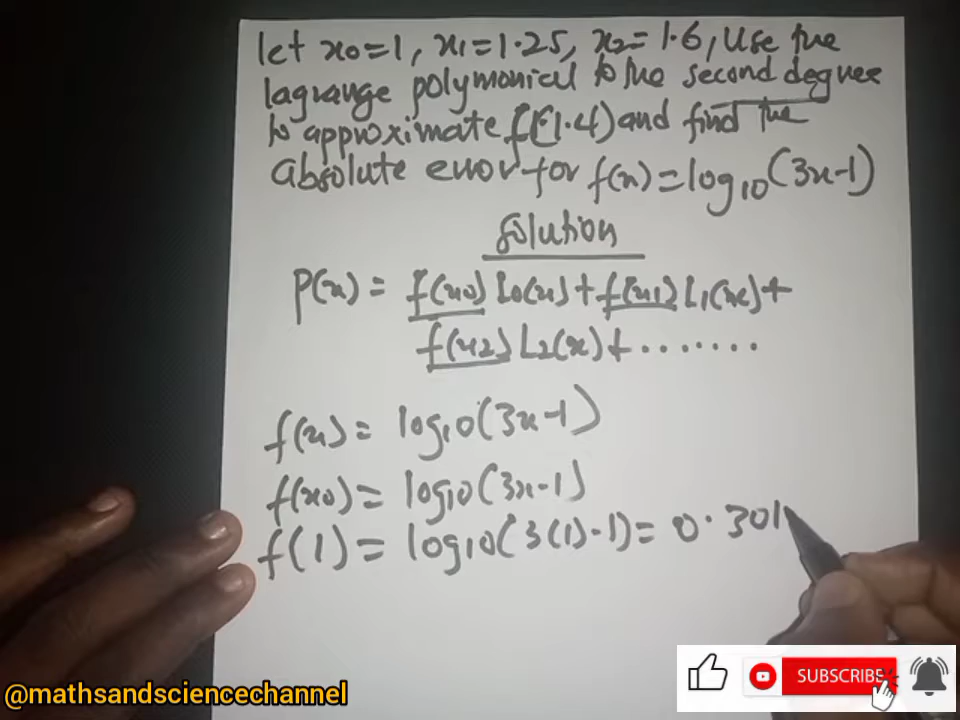 let x0=1, x1=1.25, x2=1.6, Use the
lagrange polymonical to the second degree
to approximate f(1.4) and find the
absolute error for f(x)=log10(3x-1)
solution
P(x) = f(x0) L0(x) + f(x1) L1(x) +
f(x2) L2(x) + .......
f(x) = log10(3x-1)
f(x0) = log10(3x-1)
f(1) = log10(3(1)-1) = 0.301
SUBSCRIBE
@mathsandsciencechannel